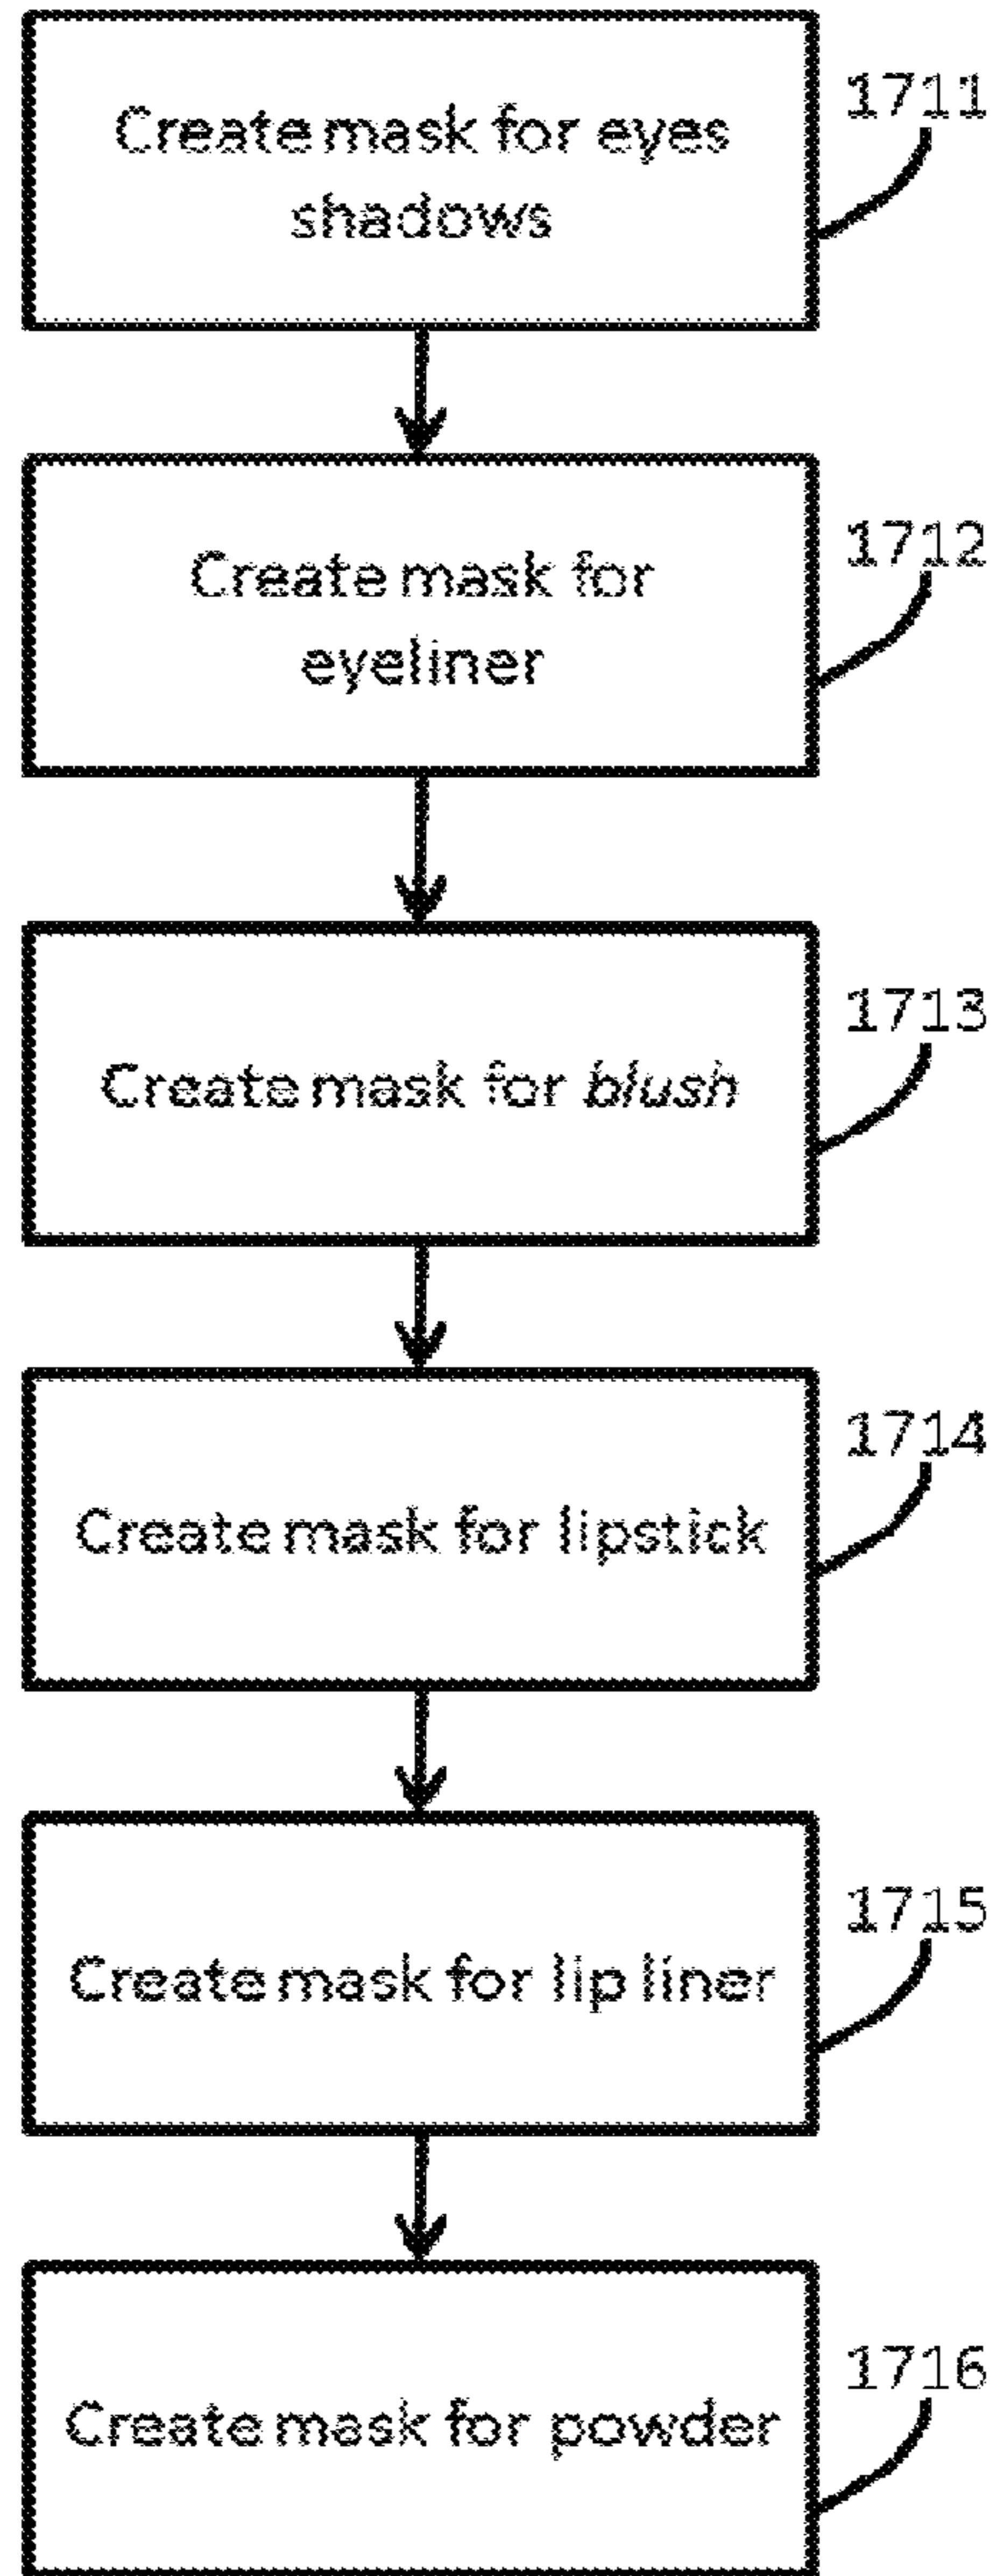 Create mask for eyes
shadows
1711
Create mask for
eyeliner
1712
Create mask for blush
1713
Create mask for lipstick
1714
Create mask for lip liner
1715
Create mask for powder
1716